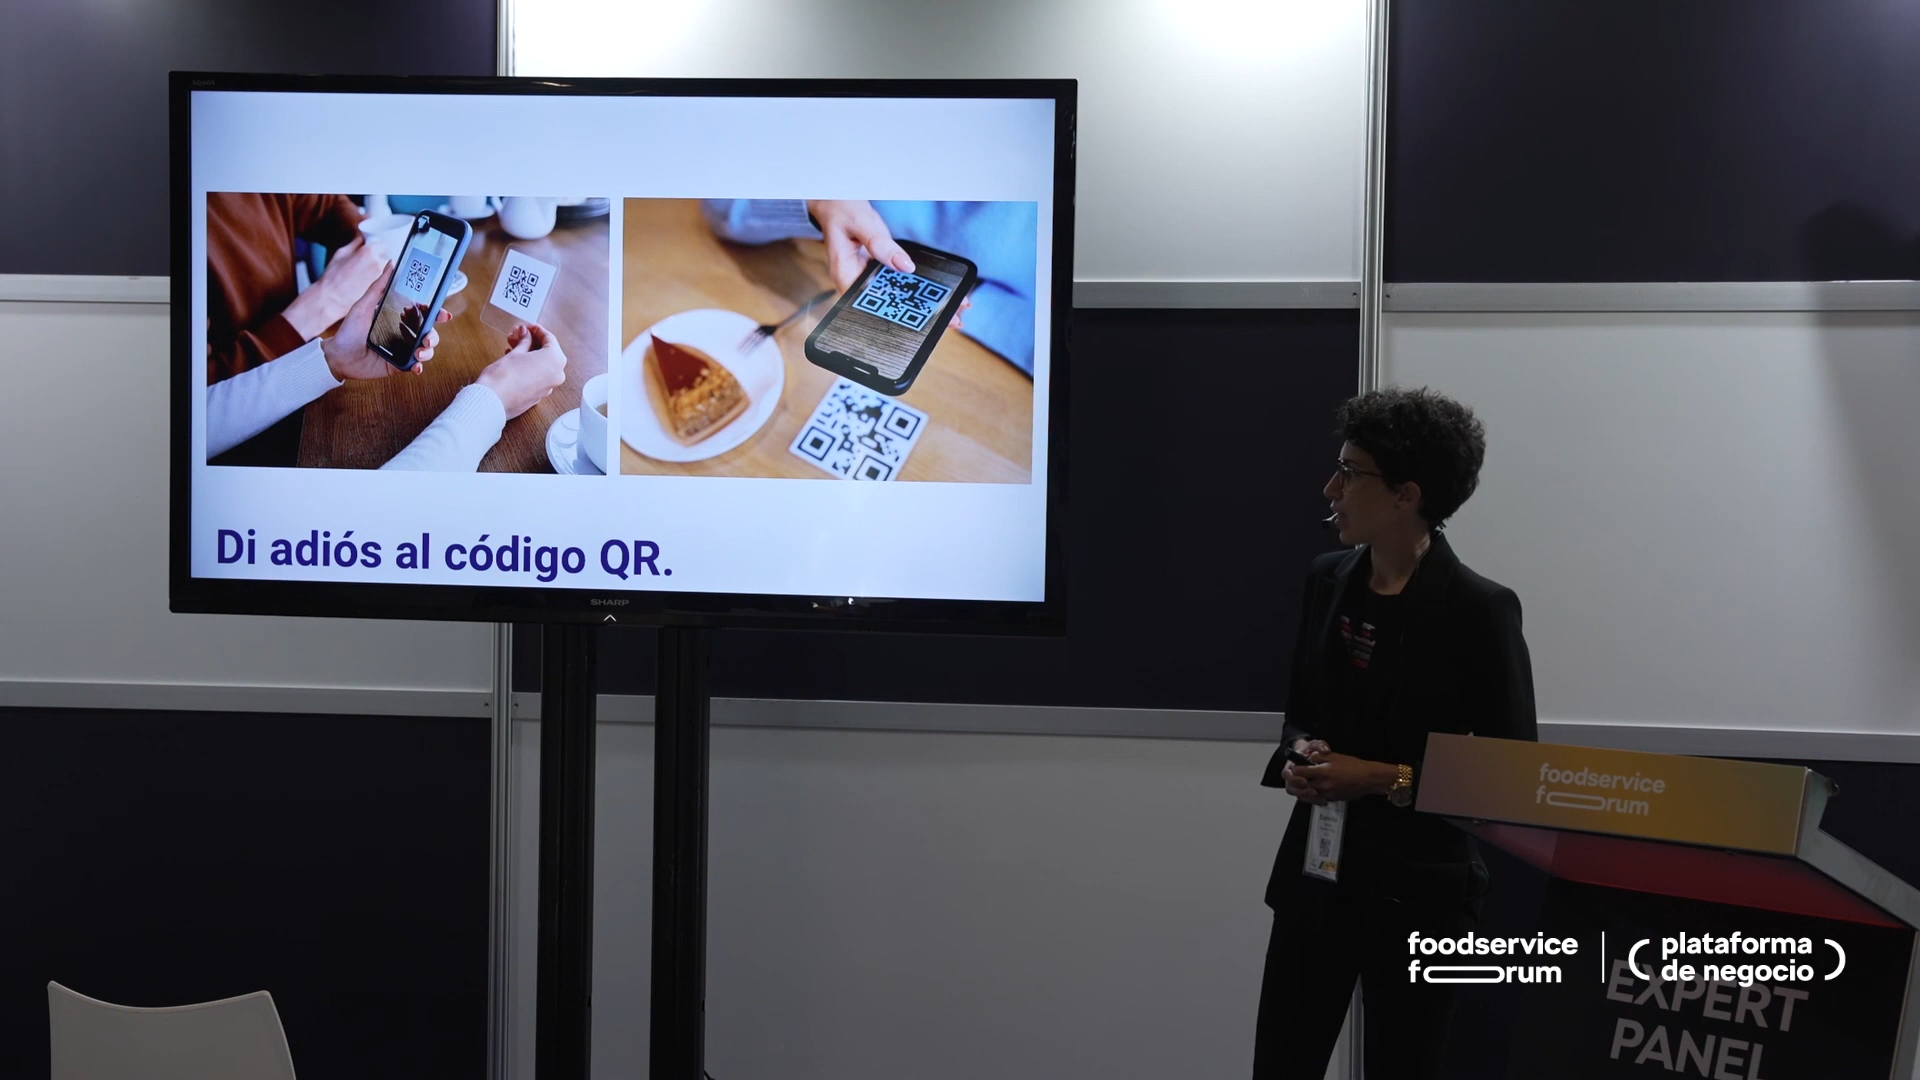 Di adiós al código QR.
SHARP
foodservice
forum
foodservice
forum
plataforma
de negocio
EXPERT
PANEL